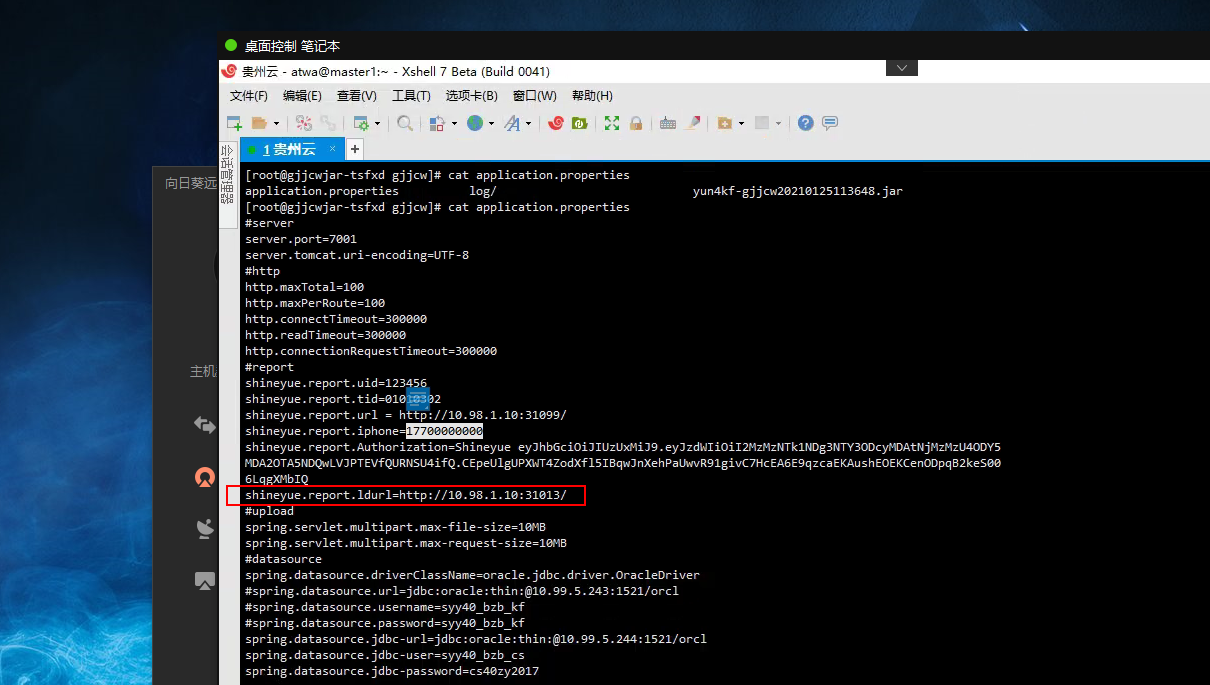 桌面控制 笔记本
贵州云 - atwa@master1:~ - Xshell 7 Beta (Build 0041)
文件(F) 编辑(E) 查看(V) 工具(T) 选项卡(B) 窗口(W) 帮助(H)
1 贵州云 × +
会话管理器
向日葵远
主机
[root@gjjcwjar-tsfxd gjjcw]# cat application.properties
application.properties log/ yun4kf-gjjcw20210125113648.jar
[root@gjjcwjar-tsfxd gjjcw]# cat application.properties
#server
server.port=7001
server.tomcat.uri-encoding=UTF-8
#http
http.maxTotal=100
http.maxPerRoute=100
http.connectTimeout=300000
http.readTimeout=300000
http.connectionRequestTimeout=300000
#report
shineyue.report.uid=123456
shineyue.report.tid=01010302
shineyue.report.url = http://10.98.1.10:31099/
shineyue.report.iphone=17700000000
shineyue.report.Authorization=Shineyue eyJhbGciOiJIUzUxMiJ9.eyJzdWIiOiI2MzMzNTk1NDg3NTY3ODcyMDAtNjMzMzU4ODY5
MDA2OTA5NDQwLVJPTEVfQURNSU4ifQ.CEpeUlgUPXWT4ZodXfl5IBqwJnXehPaUwvR91givC7HcEA6E9qzcaEKAushEOEKCenODpqB2keS00
6LqgXMbIQ
shineyue.report.ldurl=http://10.98.1.10:31013/
#upload
spring.servlet.multipart.max-file-size=10MB
spring.servlet.multipart.max-request-size=10MB
#datasource
spring.datasource.driverClassName=oracle.jdbc.driver.OracleDriver
#spring.datasource.url=jdbc:oracle:thin:@10.99.5.243:1521/orcl
#spring.datasource.username=syy40_bzb_kf
#spring.datasource.password=syy40_bzb_kf
spring.datasource.jdbc-url=jdbc:oracle:thin:@10.99.5.244:1521/orcl
spring.datasource.jdbc-user=syy40_bzb_cs
spring.datasource.jdbc-password=cs40zy2017